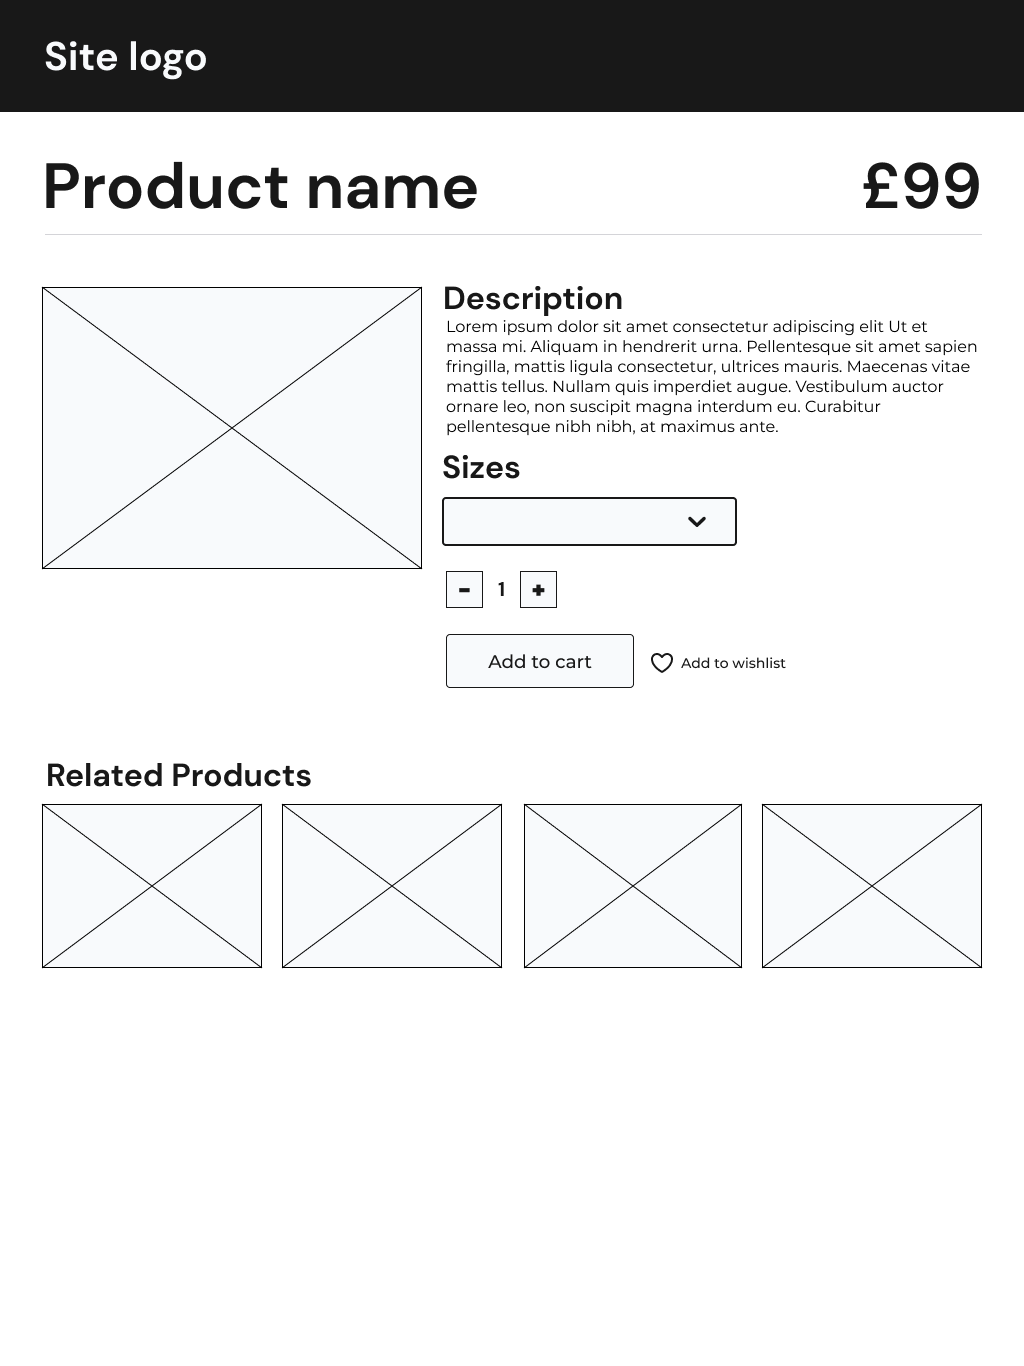 Site logo
Product name
£99
Description
Lorem ipsum dolor sit amet consectetur adipiscing elit Ut et
massa mi. Aliquam in hendrerit urna. Pellentesque sit amet sapien
fringilla, mattis ligula consectetur, ultrices mauris. Maecenas vitae
mattis tellus. Nullam quis imperdiet augue. Vestibulum auctor
ornare leo, non suscipit magna interdum eu. Curabitur
pellentesque nibh nibh, at maximus ante.
Sizes
- 1 +
Add to cart
Add to wishlist
Related Products